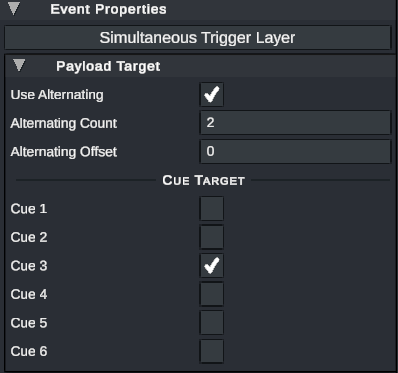 Event Properties
Simultaneous Trigger Layer
Payload Target
Use Alternating
Alternating Count 2
Alternating Offset 0
CUE TARGET
Cue 1
Cue 2
Cue 3
Cue 4
Cue 5
Cue 6